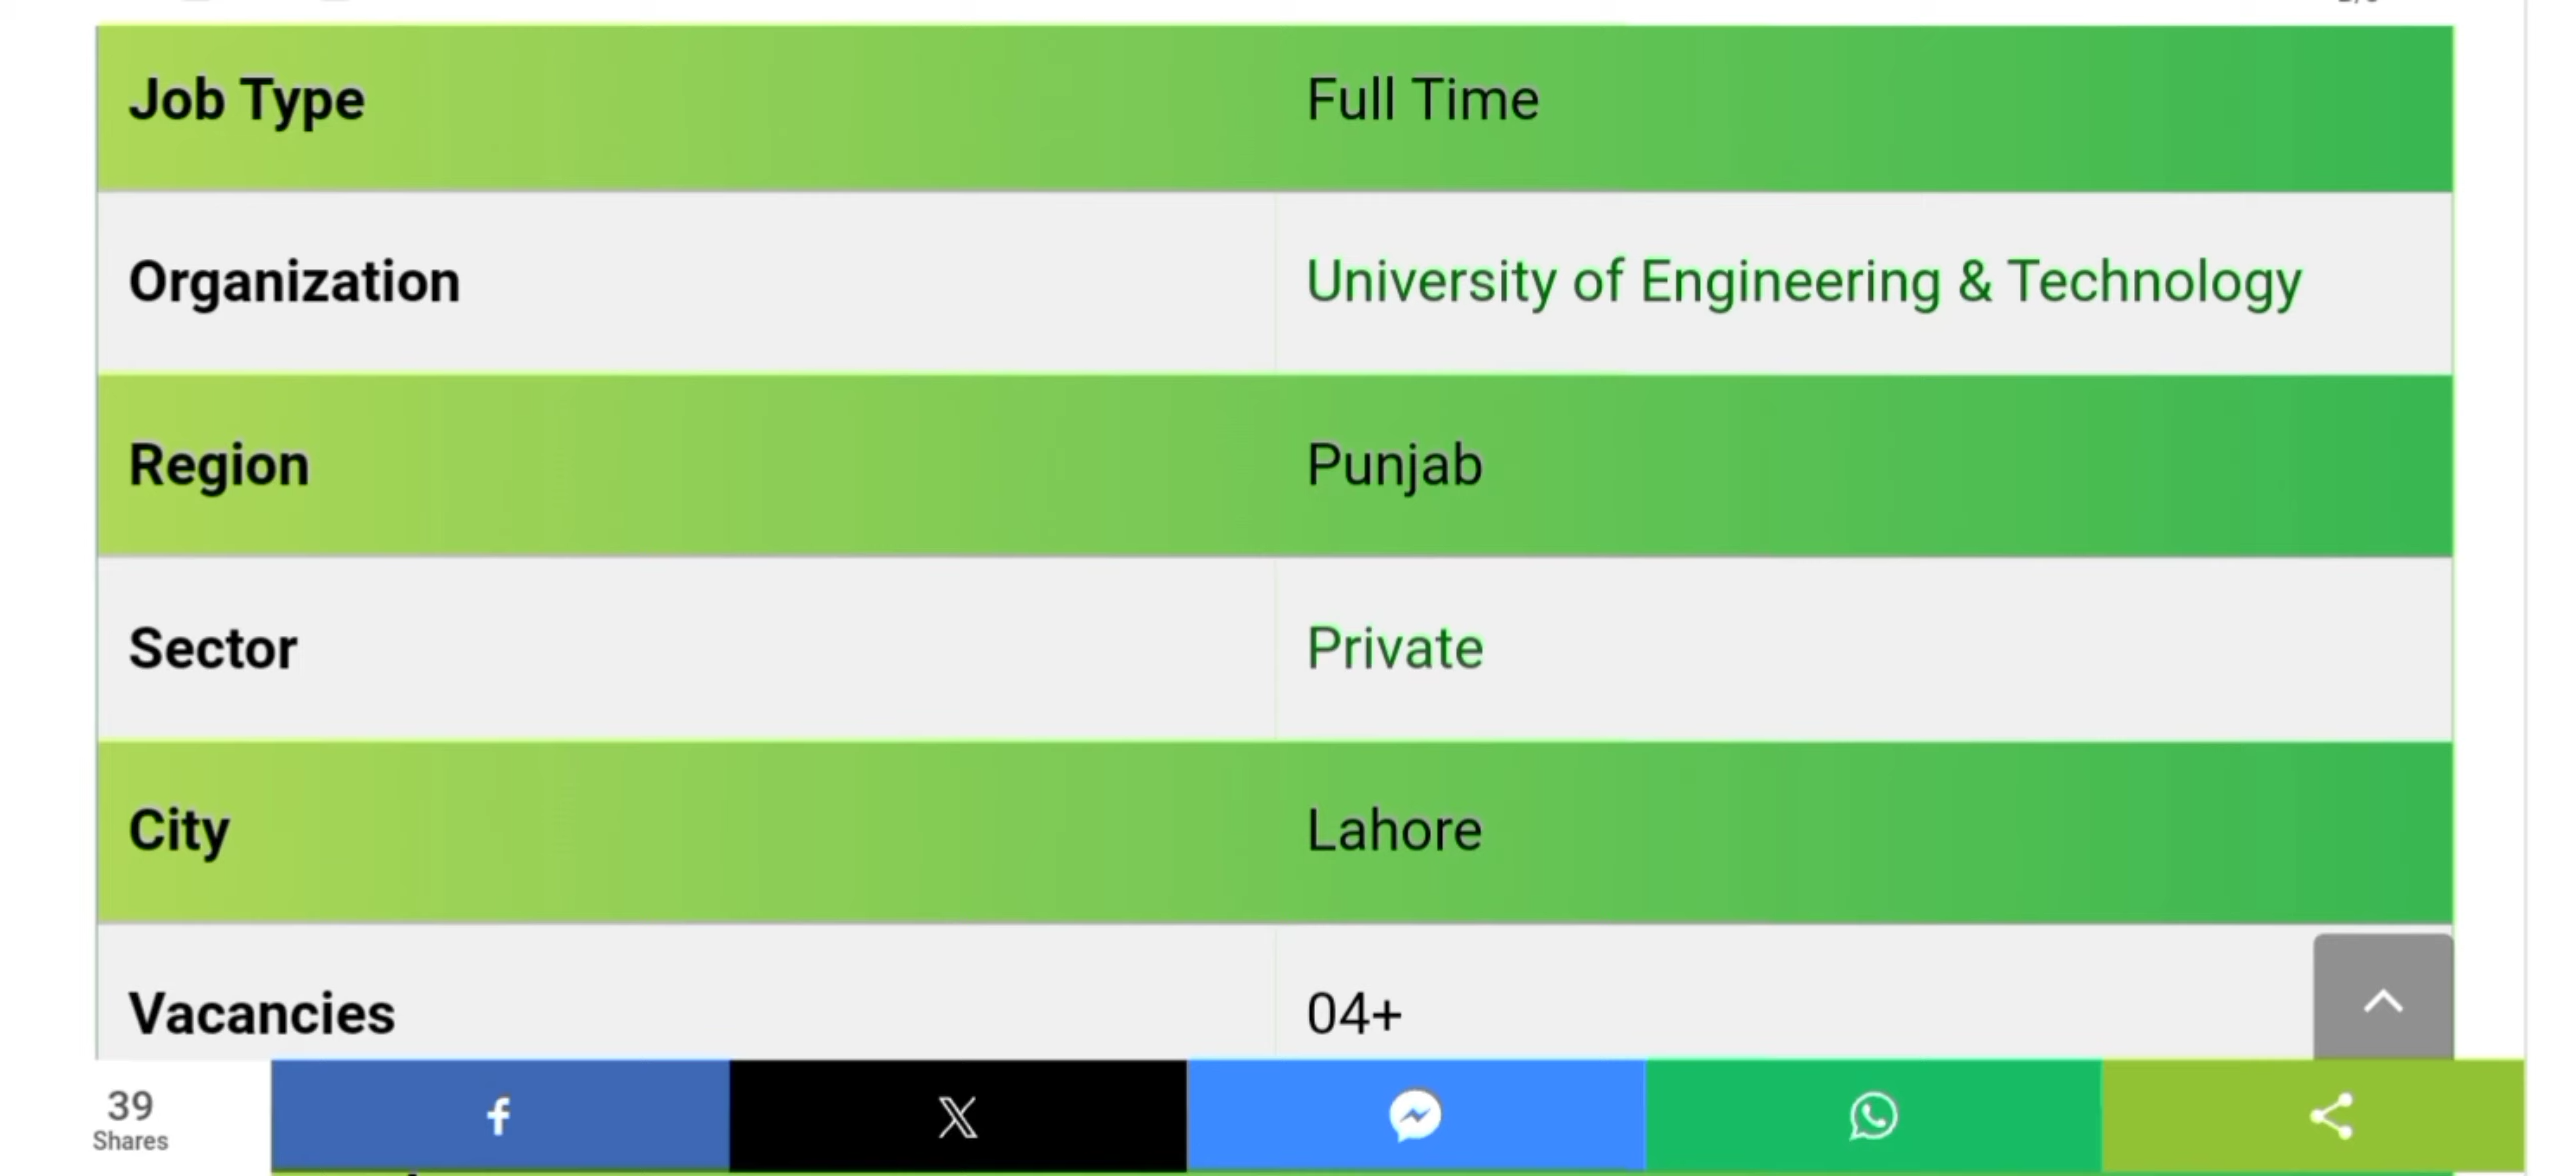 Job Type Full Time
Organization University of Engineering & Technology
Region Punjab
Sector Private
City Lahore
Vacancies 04+
39
Shares